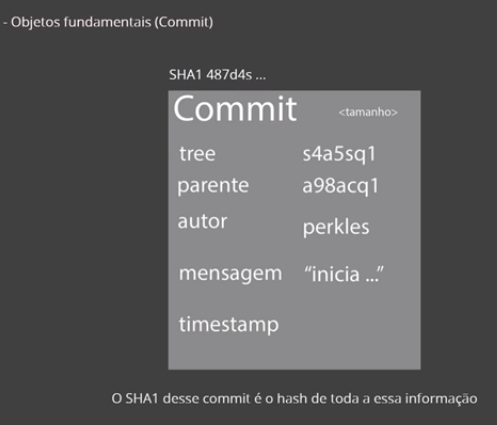 - Objetos fundamentais (Commit)
SHA1 487d4s ...
Commit <tamanho>
tree s4a5sq1
parente a98acq1
autor perkles
mensagem “inicia ...”
timestamp
O SHA1 desse commit é o hash de toda a essa informação